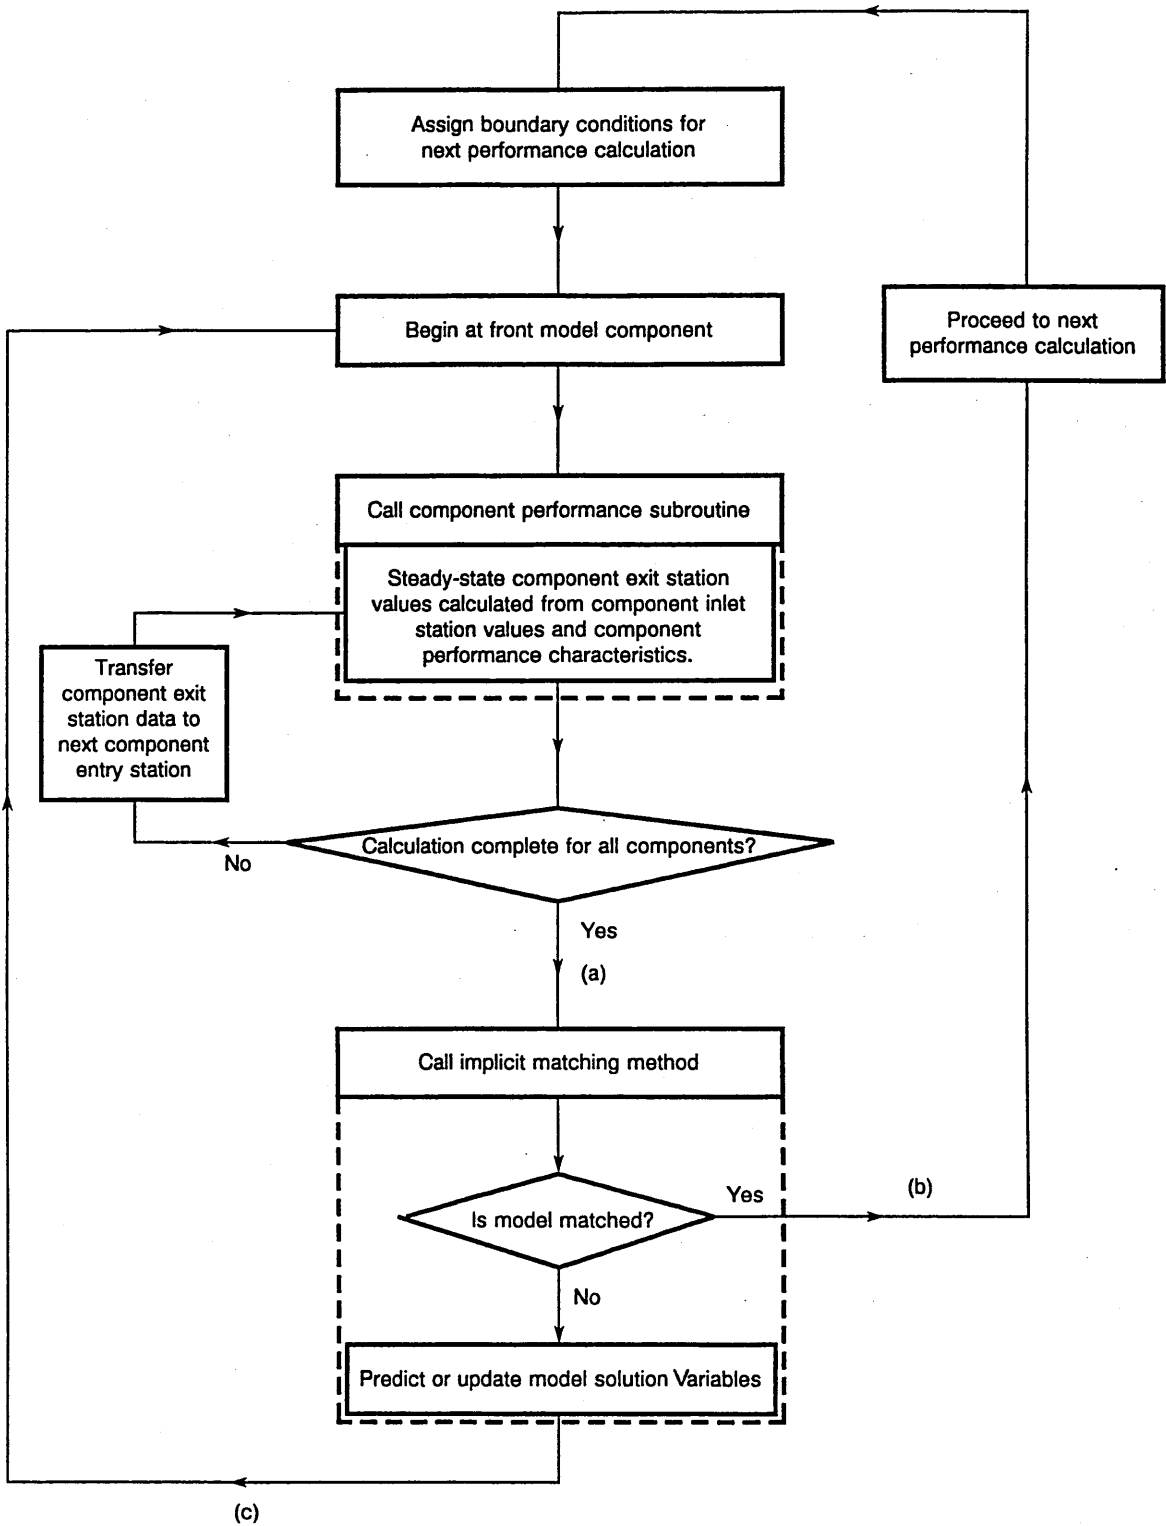 Assign boundary conditions for
next performance calculation
Begin at front model component
Proceed to next
performance calculation
Call component performance subroutine
Steady-state component exit station
values calculated from component inlet
station values and component
performance characteristics.
Transfer
component exit
station data to
next component
entry station
Calculation complete for all components?
No
Yes
(a)
Call implicit matching method
Is model matched?
Yes
(b)
No
Predict or update model solution Variables
(c)